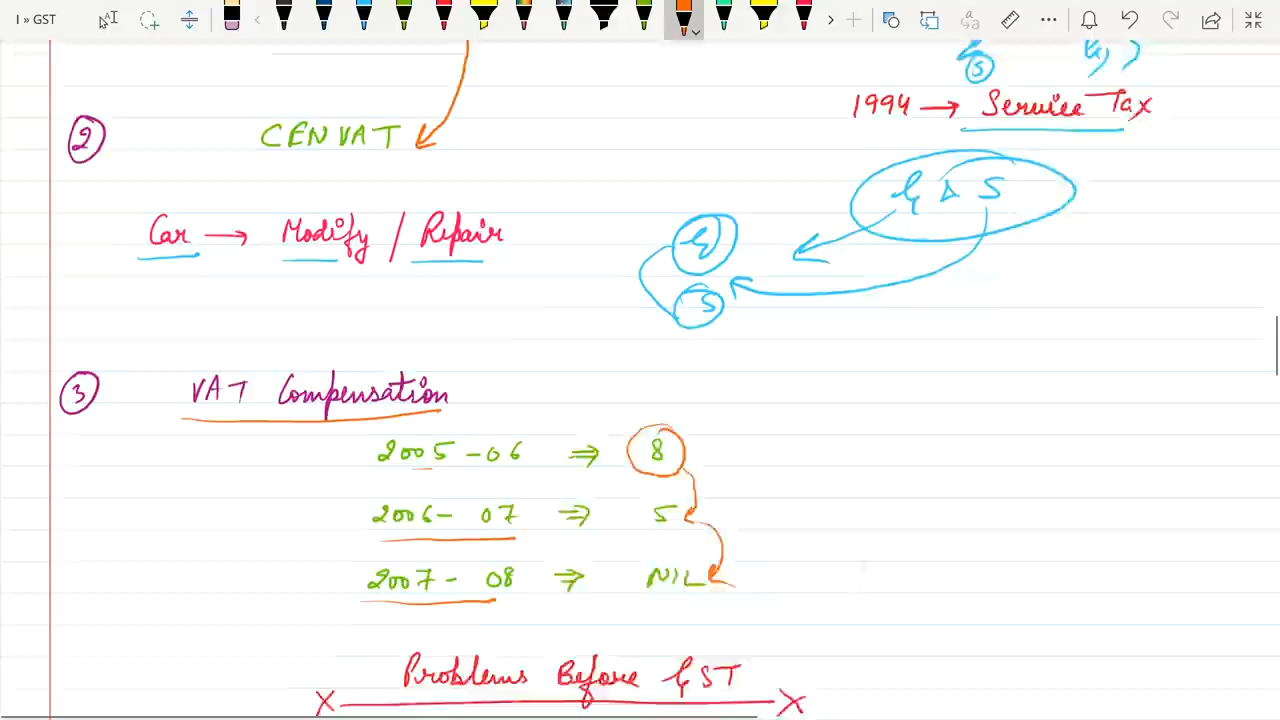 I » GST
1994 → Service Tax
② CENVAT
G & S
Car → Modify / Repair
G
S
③ VAT Compensation
2005 - 06 ⇒ 8
2006 - 07 ⇒ 5
2007 - 08 ⇒ NIL
Problems Before GST